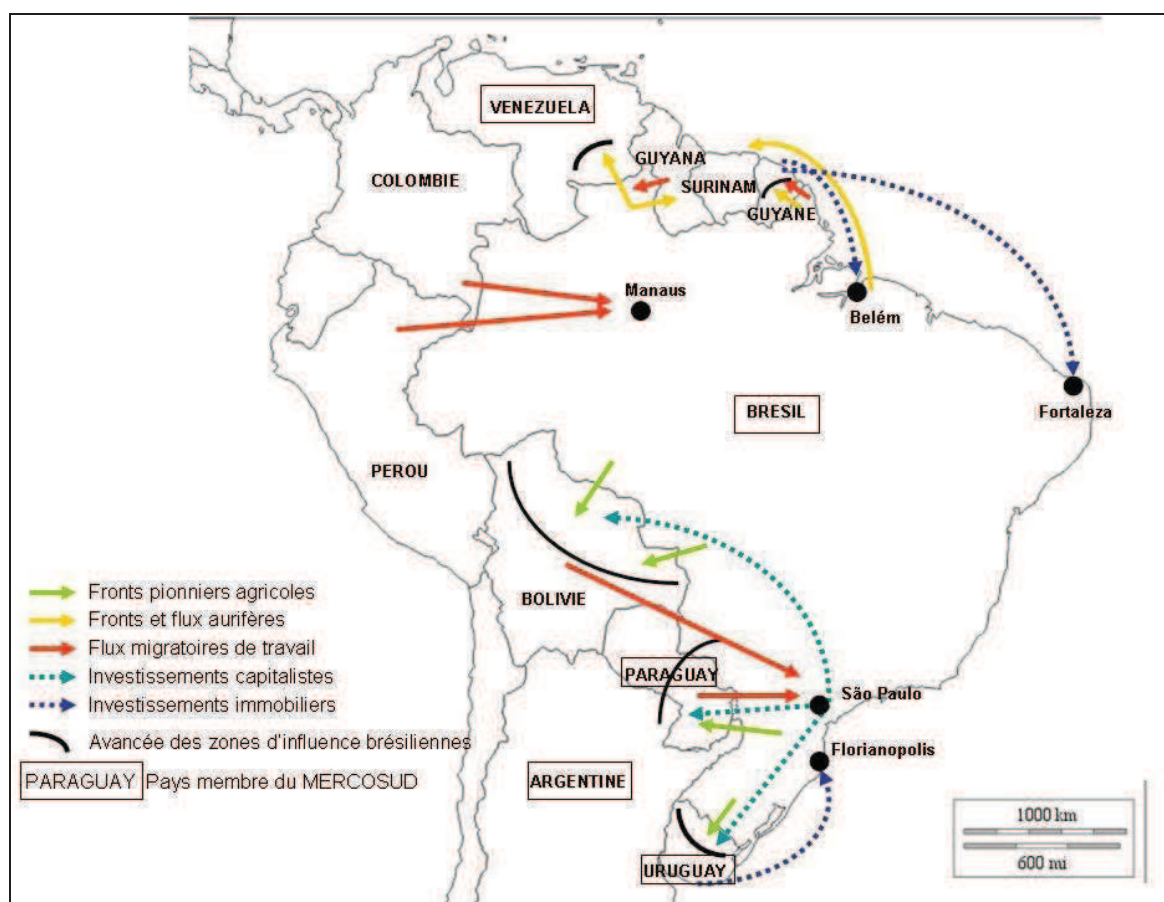 VENEZUELA
GUYANA
COLOMBIE
SURINAM
GUYANE
Manaus
Belém
BRESIL
Fortaleza
PEROU
Fronts pionniers agricoles
Fronts et flux aurifères
BOLIVIE
Flux migratoires de travail
PARAGUAY
Investissements capitalistes
São Paulo
Investissements immobiliers
Avancée des zones d'influence brésiliennes
Florianopolis
PARAGUAY Pays membre du MERCOSUD
ARGENTINE
1000 km
600 mi
URUGUAY